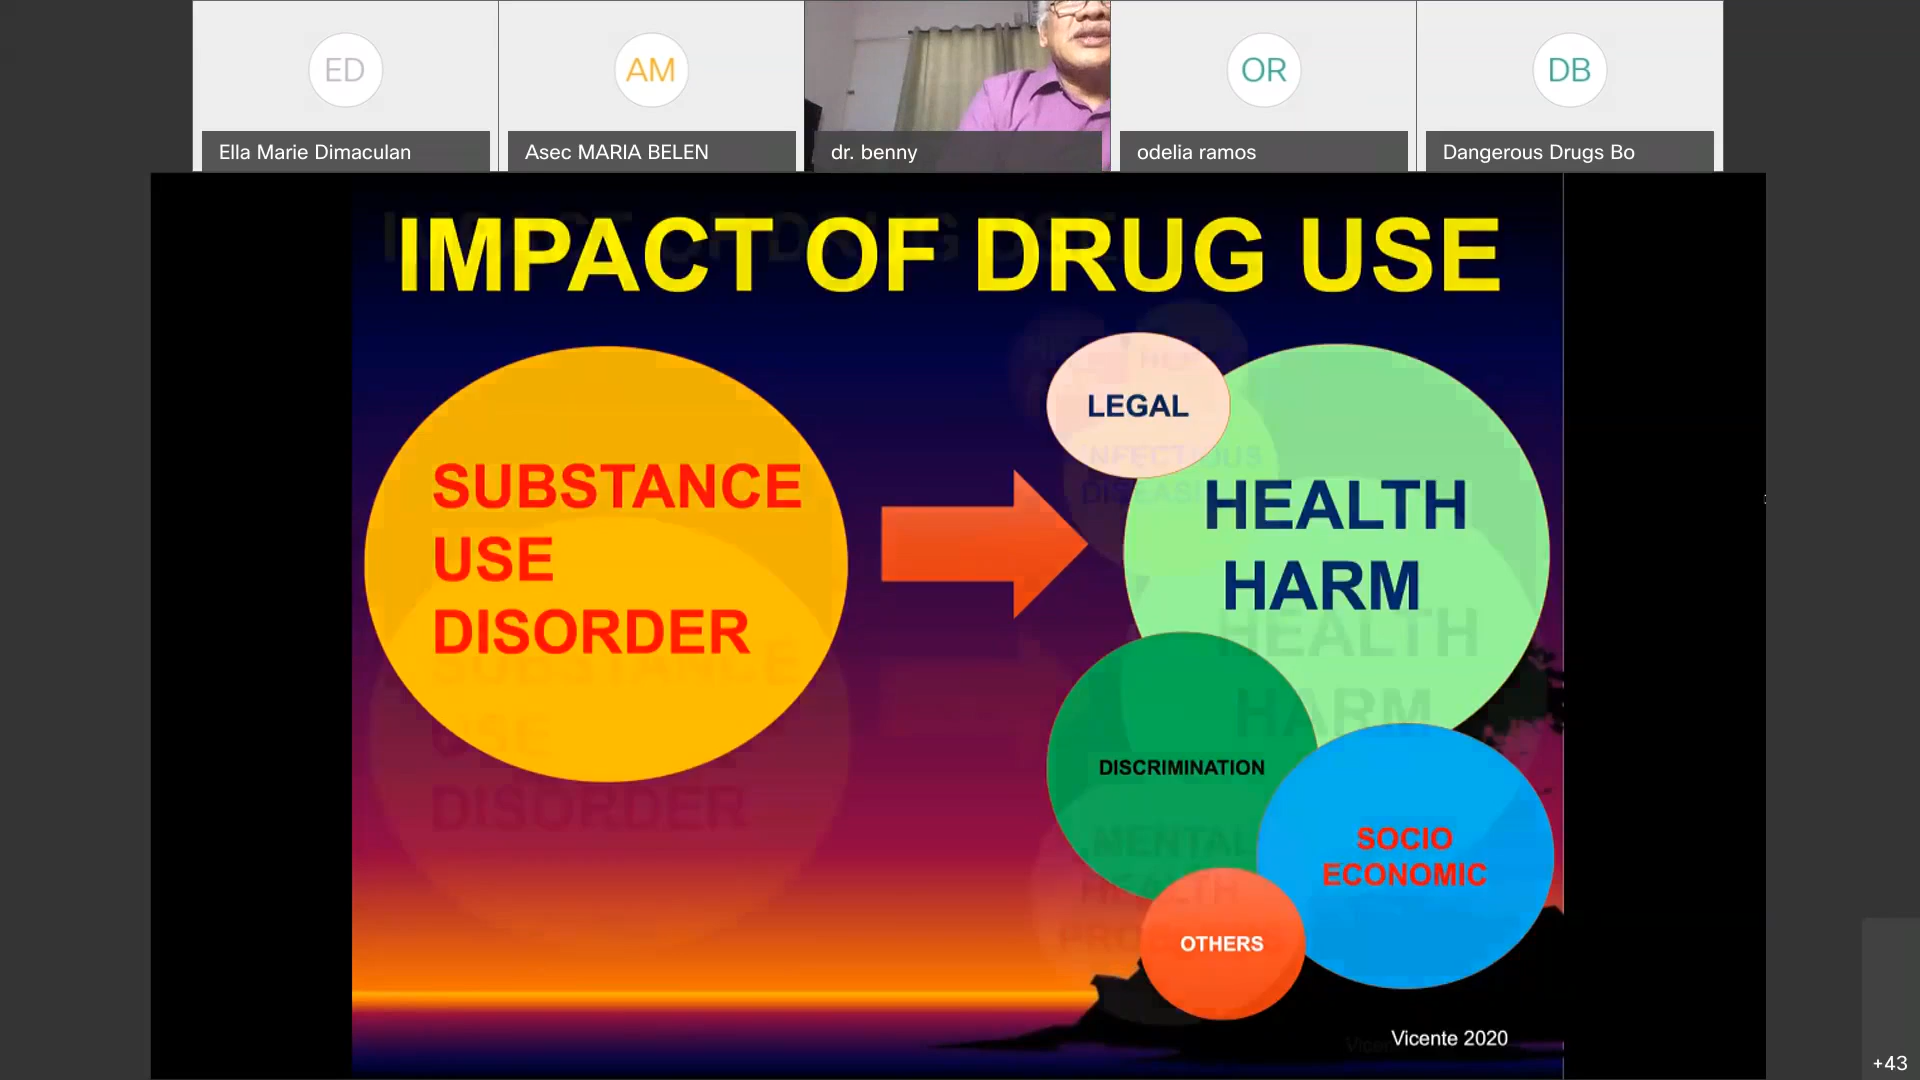 ED
AM
OR
DB
Ella Marie Dimaculan
Asec MARIA BELEN
dr. benny
odelia ramos
Dangerous Drugs Bo
IMPACT OF DRUG USE
LEGAL
SUBSTANCE
USE
DISORDER
HEALTH
HARM
DISCRIMINATION
SOCIO
ECONOMIC
OTHERS
Vicente 2020
+43